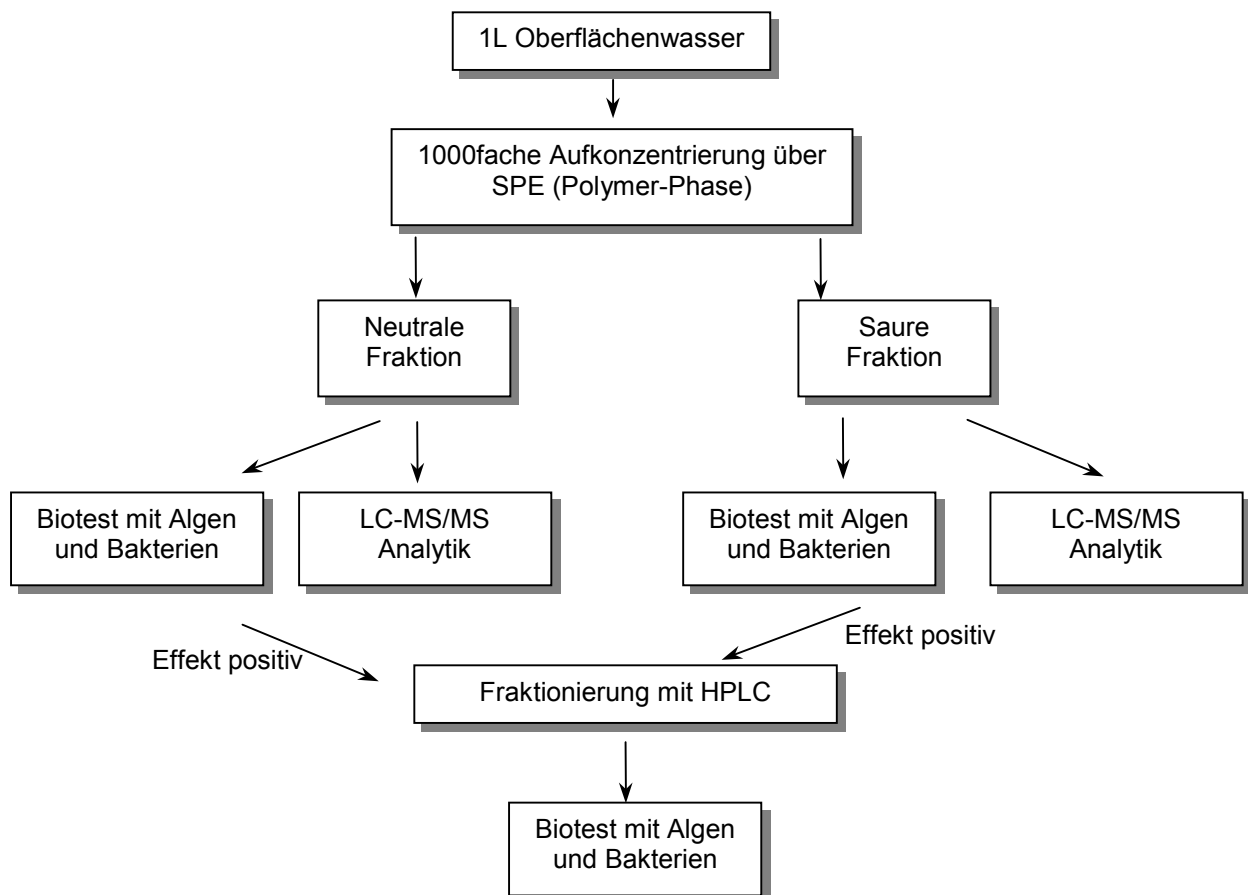 1L Oberflächenwasser
1000fache Aufkonzentrierung über
SPE (Polymer-Phase)
Neutrale
Fraktion
Saure
Fraktion
Biotest mit Algen
und Bakterien
LC-MS/MS
Analytik
Biotest mit Algen
und Bakterien
LC-MS/MS
Analytik
Effekt positiv
Effekt positiv
Fraktionierung mit HPLC
Biotest mit Algen
und Bakterien